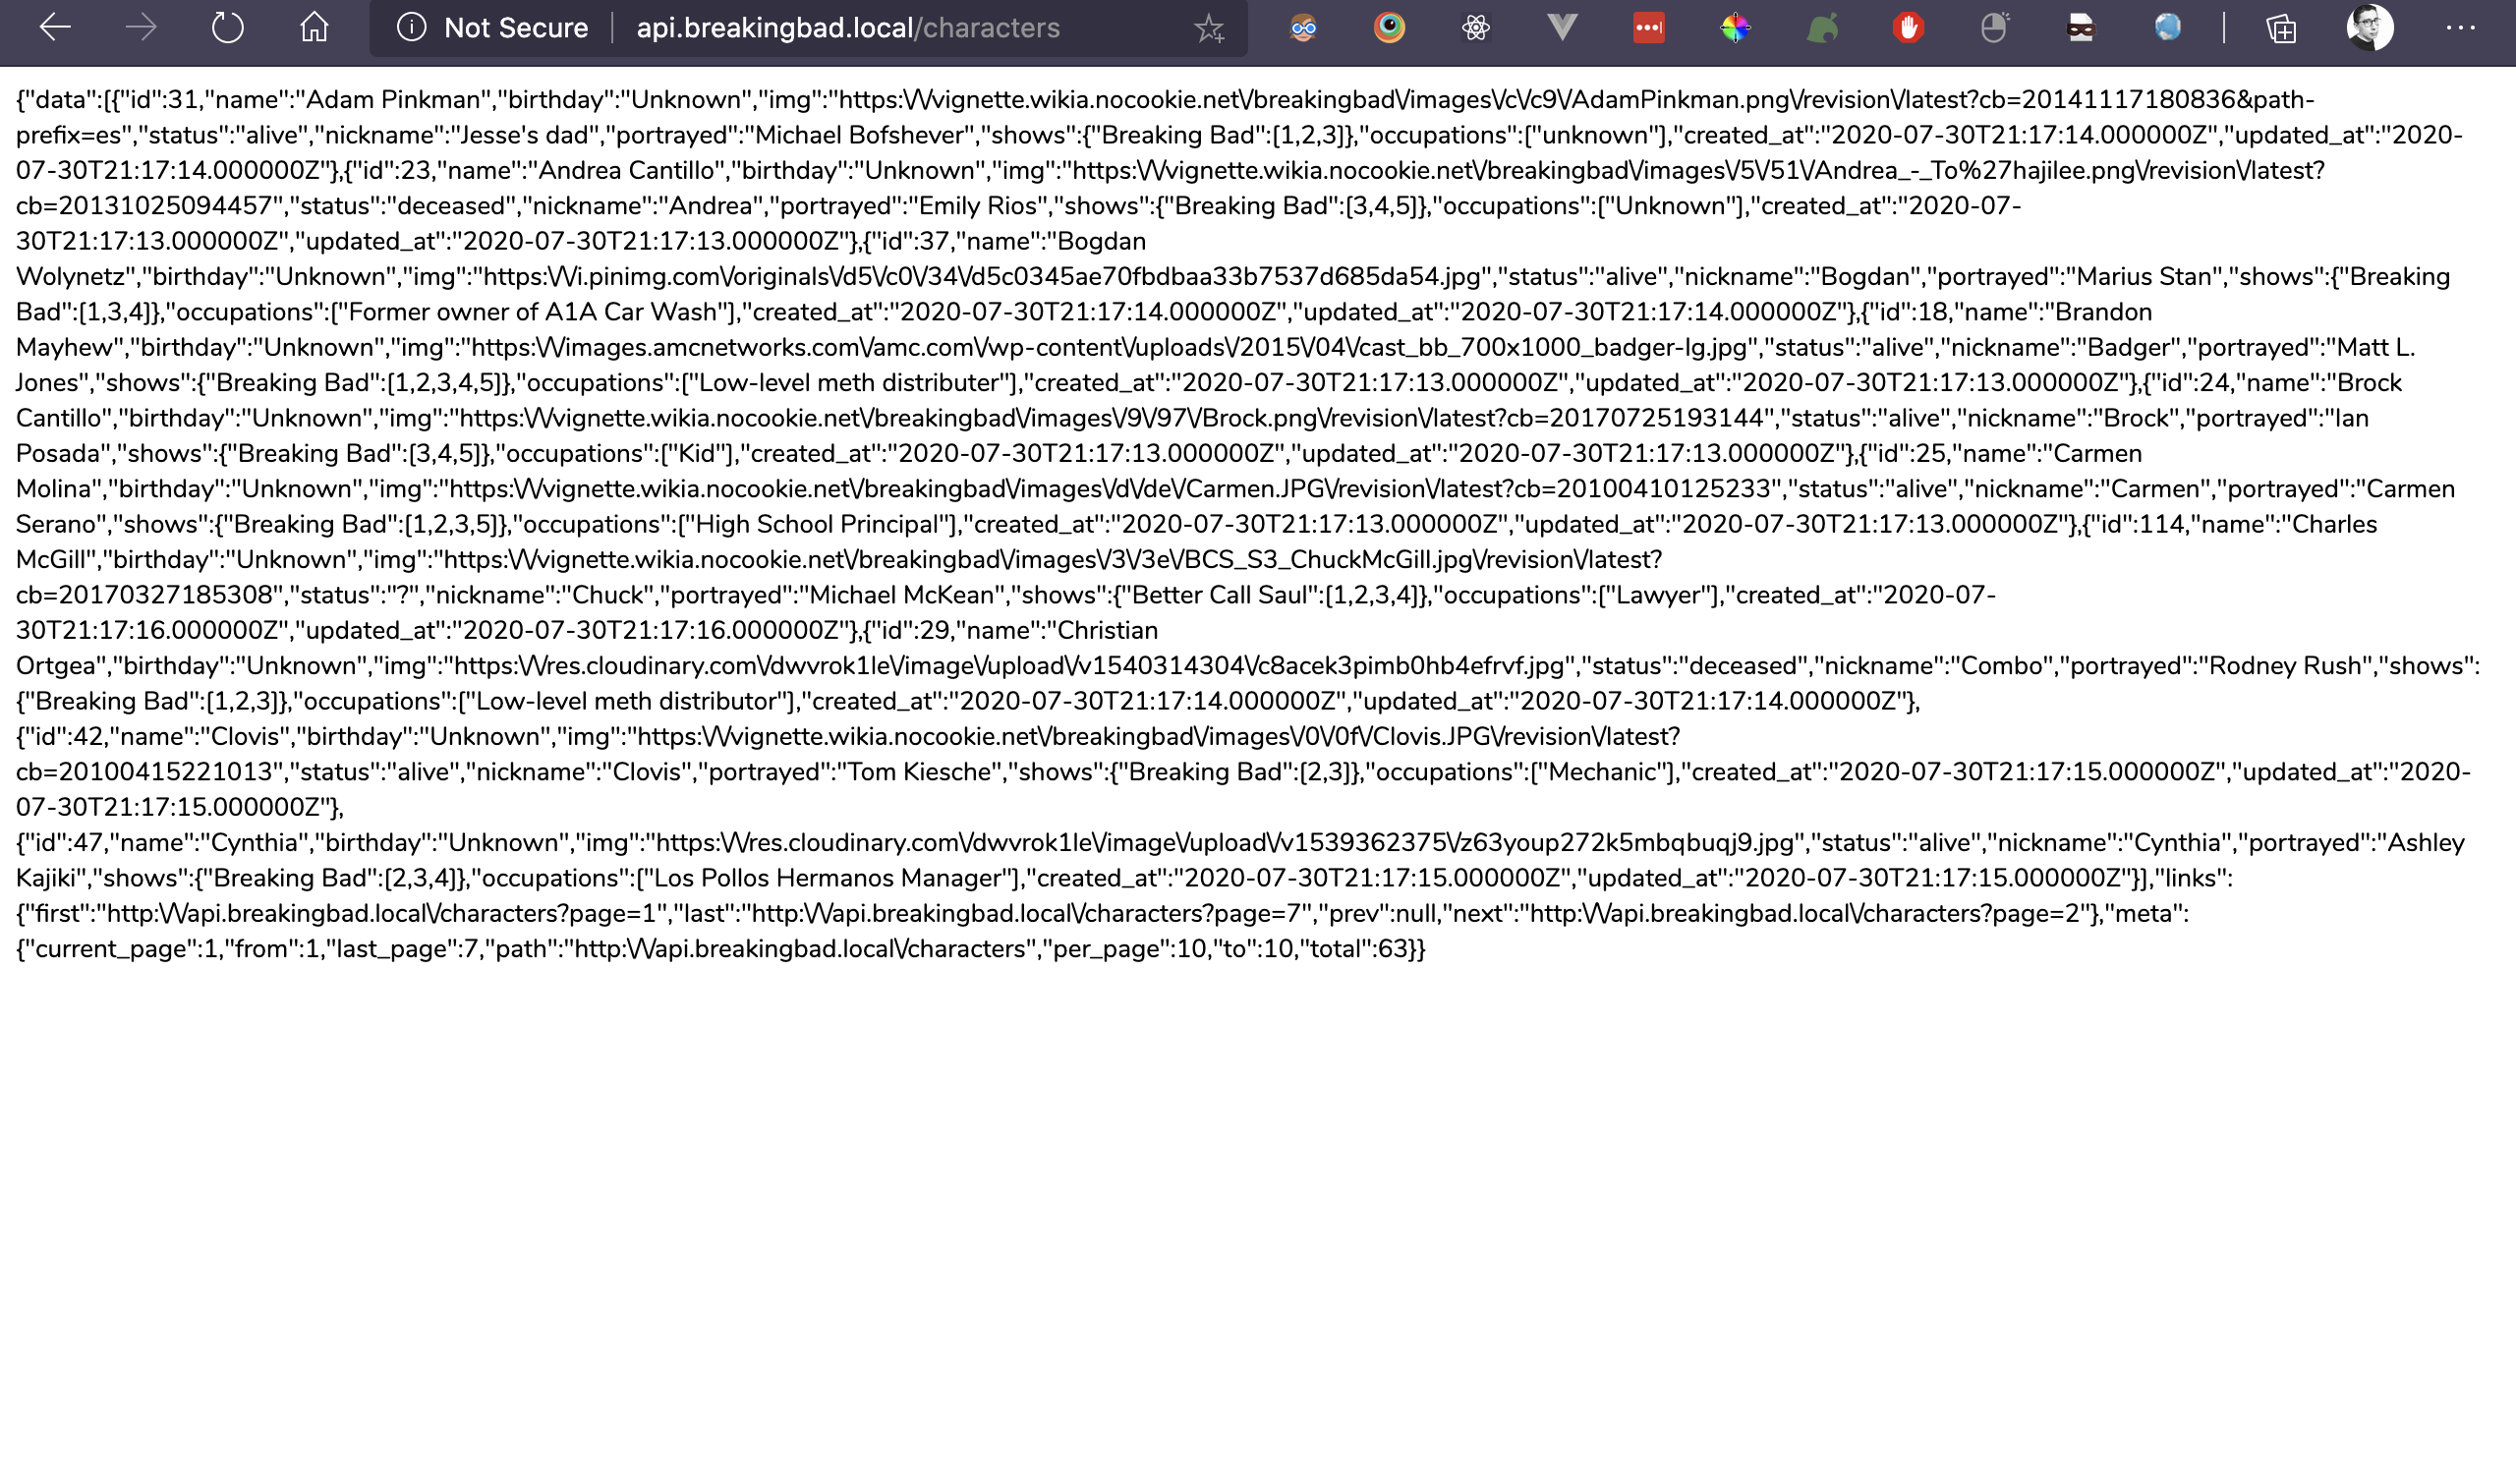 Not Secure api.breakingbad.local/characters
{"data":[{"id":31,"name":"Adam Pinkman","birthday":"Unknown","img":"https:\/\/vignette.wikia.nocookie.net\/breakingbad\/images\/c\/c9\/AdamPinkman.png\/revision\/latest?cb=20141117180836&path-
prefix=es","status":"alive","nickname":"Jesse's dad","portrayed":"Michael Bofshever","shows":{"Breaking Bad":[1,2,3]},"occupations":["unknown"],"created_at":"2020-07-30T21:17:14.000000Z","updated_at":"2020-
07-30T21:17:14.000000Z"},{"id":23,"name":"Andrea Cantillo","birthday":"Unknown","img":"https:\/\/vignette.wikia.nocookie.net\/breakingbad\/images\/5\/51\/Andrea_-_To%27hajilee.png\/revision\/latest?
cb=20131025094457","status":"deceased","nickname":"Andrea","portrayed":"Emily Rios","shows":{"Breaking Bad":[3,4,5]},"occupations":["Unknown"],"created_at":"2020-07-
30T21:17:13.000000Z","updated_at":"2020-07-30T21:17:13.000000Z"},{"id":37,"name":"Bogdan
Wolynetz","birthday":"Unknown","img":"https:\/\/i.pinimg.com\/originals\/d5\/c0\/34\/d5c0345ae70fbdbaa33b7537d685da54.jpg","status":"alive","nickname":"Bogdan","portrayed":"Marius Stan","shows":{"Breaking
Bad":[1,3,4]},"occupations":["Former owner of A1A Car Wash"],"created_at":"2020-07-30T21:17:14.000000Z","updated_at":"2020-07-30T21:17:14.000000Z"},{"id":18,"name":"Brandon
Mayhew","birthday":"Unknown","img":"https:\/\/images.amcnetworks.com\/amc.com\/wp-content\/uploads\/2015\/04\/cast_bb_700x1000_badger-lg.jpg","status":"alive","nickname":"Badger","portrayed":"Matt L.
Jones","shows":{"Breaking Bad":[1,2,3,4,5]},"occupations":["Low-level meth distributer"],"created_at":"2020-07-30T21:17:13.000000Z","updated_at":"2020-07-30T21:17:13.000000Z"},{"id":24,"name":"Brock
Cantillo","birthday":"Unknown","img":"https:\/\/vignette.wikia.nocookie.net\/breakingbad\/images\/9\/97\/Brock.png\/revision\/latest?cb=20170725193144","status":"alive","nickname":"Brock","portrayed":"Ian
Posada","shows":{"Breaking Bad":[3,4,5]},"occupations":["Kid"],"created_at":"2020-07-30T21:17:13.000000Z","updated_at":"2020-07-30T21:17:13.000000Z"},{"id":25,"name":"Carmen
Molina","birthday":"Unknown","img":"https:\/\/vignette.wikia.nocookie.net\/breakingbad\/images\/d\/de\/Carmen.JPG\/revision\/latest?cb=20100410125233","status":"alive","nickname":"Carmen","portrayed":"Carmen
Serano","shows":{"Breaking Bad":[1,2,3,5]},"occupations":["High School Principal"],"created_at":"2020-07-30T21:17:13.000000Z","updated_at":"2020-07-30T21:17:13.000000Z"},{"id":114,"name":"Charles
McGill","birthday":"Unknown","img":"https:\/\/vignette.wikia.nocookie.net\/breakingbad\/images\/3\/3e\/BCS_S3_ChuckMcGill.jpg\/revision\/latest?
cb=20170327185308","status":"?","nickname":"Chuck","portrayed":"Michael McKean","shows":{"Better Call Saul":[1,2,3,4]},"occupations":["Lawyer"],"created_at":"2020-07-
30T21:17:16.000000Z","updated_at":"2020-07-30T21:17:16.000000Z"},{"id":29,"name":"Christian
Ortgea","birthday":"Unknown","img":"https:\/\/res.cloudinary.com\/dwvrok1le\/image\/upload\/v1540314304\/c8acek3pimb0hb4efrvf.jpg","status":"deceased","nickname":"Combo","portrayed":"Rodney Rush","shows":
{"Breaking Bad":[1,2,3]},"occupations":["Low-level meth distributor"],"created_at":"2020-07-30T21:17:14.000000Z","updated_at":"2020-07-30T21:17:14.000000Z"},
{"id":42,"name":"Clovis","birthday":"Unknown","img":"https:\/\/vignette.wikia.nocookie.net\/breakingbad\/images\/0\/0f\/Clovis.JPG\/revision\/latest?
cb=20100415221013","status":"alive","nickname":"Clovis","portrayed":"Tom Kiesche","shows":{"Breaking Bad":[2,3]},"occupations":["Mechanic"],"created_at":"2020-07-30T21:17:15.000000Z","updated_at":"2020-
07-30T21:17:15.000000Z"},
{"id":47,"name":"Cynthia","birthday":"Unknown","img":"https:\/\/res.cloudinary.com\/dwvrok1le\/image\/upload\/v1539362375\/z63youp272k5mbqbuqj9.jpg","status":"alive","nickname":"Cynthia","portrayed":"Ashley
Kajiki","shows":{"Breaking Bad":[2,3,4]},"occupations":["Los Pollos Hermanos Manager"],"created_at":"2020-07-30T21:17:15.000000Z","updated_at":"2020-07-30T21:17:15.000000Z"}],"links":
{"first":"http:\/\/api.breakingbad.local\/characters?page=1","last":"http:\/\/api.breakingbad.local\/characters?page=7","prev":null,"next":"http:\/\/api.breakingbad.local\/characters?page=2"},"meta":
{"current_page":1,"from":1,"last_page":7,"path":"http:\/\/api.breakingbad.local\/characters","per_page":10,"to":10,"total":63}}